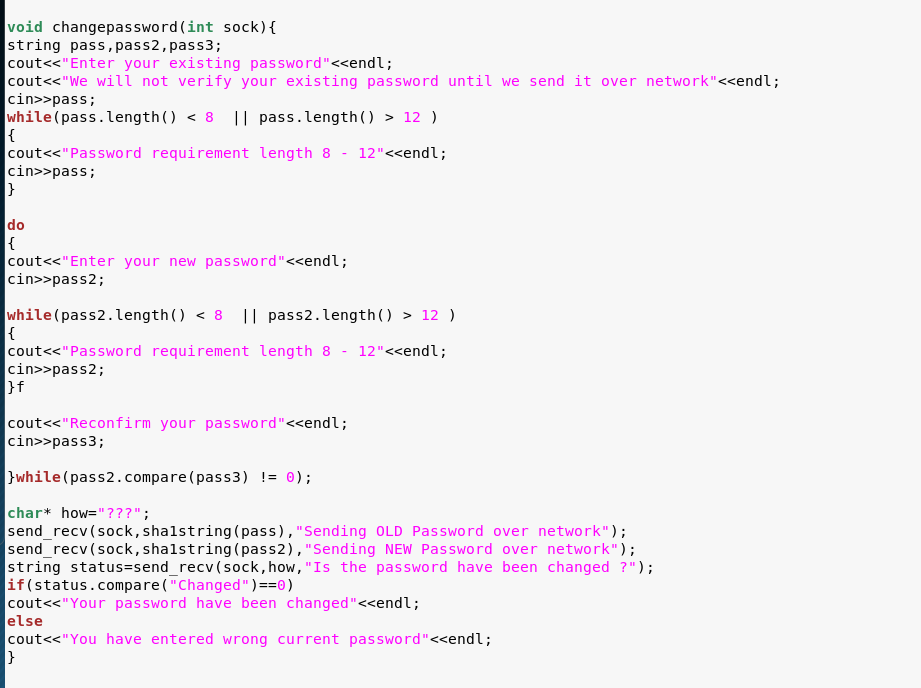 void changepassword(int sock){
string pass,pass2,pass3;
cout<<"Enter your existing password"<<endl;
cout<<"We will not verify your existing password until we send it over network"<<endl;
cin>>pass;
while(pass.length() < 8  || pass.length() > 12 )
{
cout<<"Password requirement length 8 - 12"<<endl;
cin>>pass;
}
do
{
cout<<"Enter your new password"<<endl;
cin>>pass2;
while(pass2.length() < 8  || pass2.length() > 12 )
{
cout<<"Password requirement length 8 - 12"<<endl;
cin>>pass2;
}f
cout<<"Reconfirm your password"<<endl;
cin>>pass3;
}while(pass2.compare(pass3) != 0);
char* how="???";
send_recv(sock,sha1string(pass),"Sending OLD Password over network");
send_recv(sock,sha1string(pass2),"Sending NEW Password over network");
string status=send_recv(sock,how,"Is the password have been changed ?");
if(status.compare("Changed")==0)
cout<<"Your password have been changed"<<endl;
else
cout<<"You have entered wrong current password"<<endl;
}